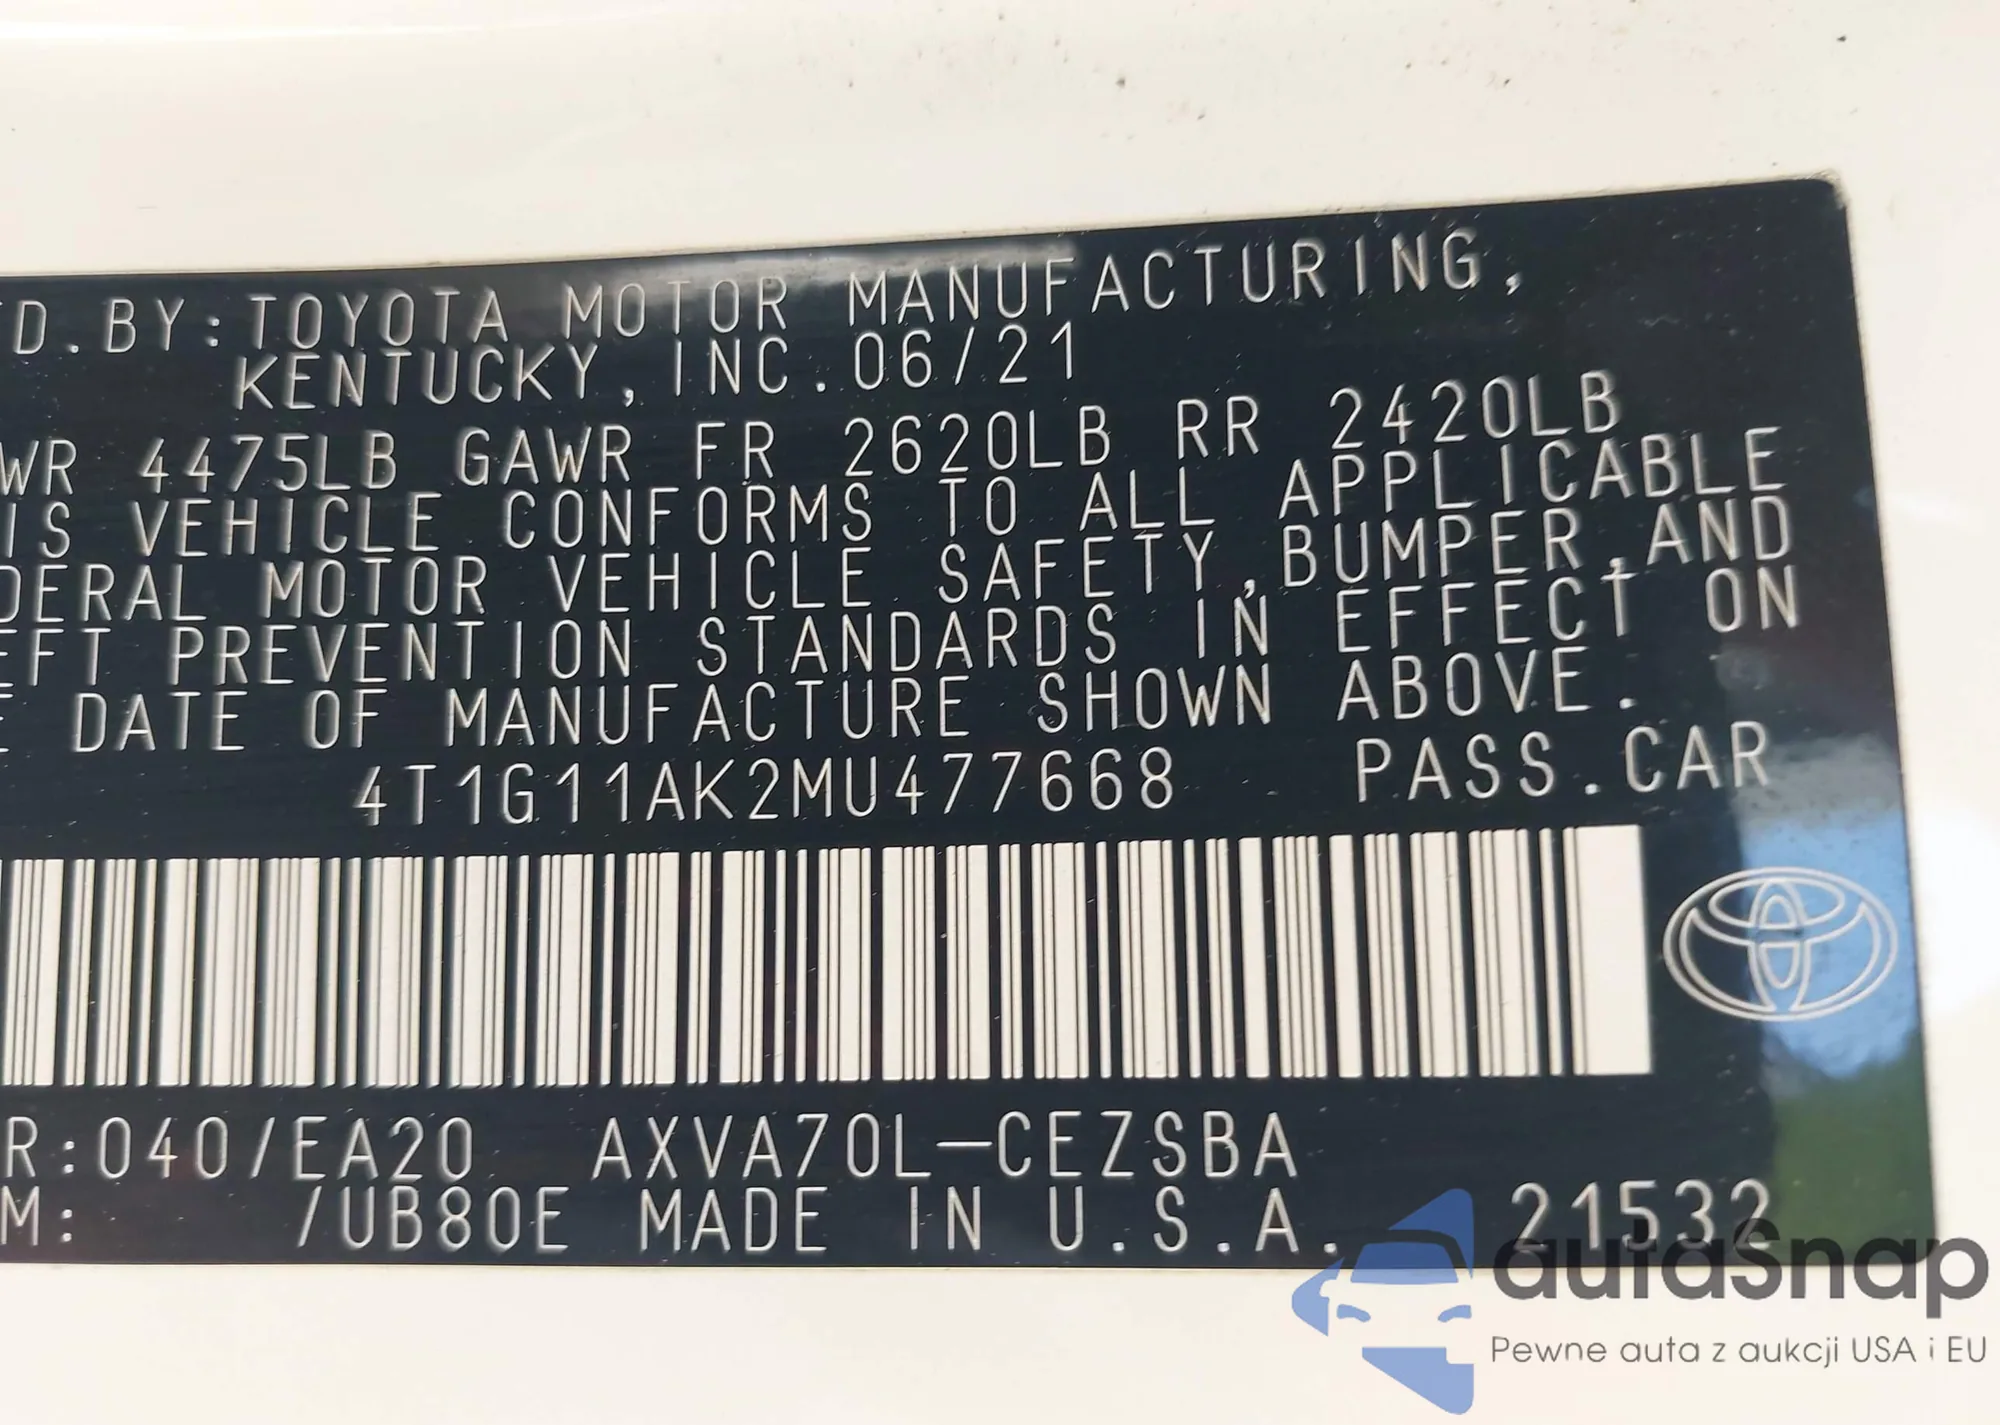 D.BY:TOYOTA MOTOR MANUFACTURING,
KENTUCKY, INC.06/21
WR 4475LB GAWR FR 2620LB RR 2420LB
IS VEHICLE CONFORMS TO ALL APPLICABLE
DERAL MOTOR VEHICLE SAFETY,BUMPER,AND
EFT PREVENTION STANDARDS IN EFFECT ON
E DATE OF MANUFACTURE SHOWN ABOVE.
4T1G11AK2MU477668 PASS.CAR
R:040/EA20 AXVA70L-CEZSBA
M: /UB80E MADE IN U.S.A. 21532
autaSnap
Pewne auta z aukcji USA i EU